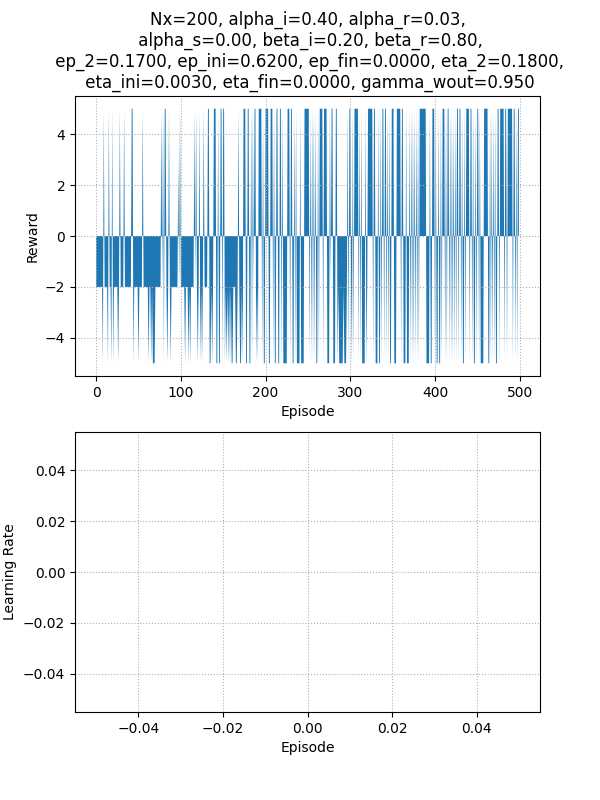 Nx=200, alpha_i=0.40, alpha_r=0.03,
alpha_s=0.00, beta_i=0.20, beta_r=0.80,
ep_2=0.1700, ep_ini=0.6200, ep_fin=0.0000, eta_2=0.1800,
eta_ini=0.0030, eta_fin=0.0000, gamma_wout=0.950
4
2
0
−2
−4
Reward
0 100 200 300 400 500
Episode
0.04
0.02
0.00
−0.02
−0.04
Learning Rate
−0.04 −0.02 0.00 0.02 0.04
Episode